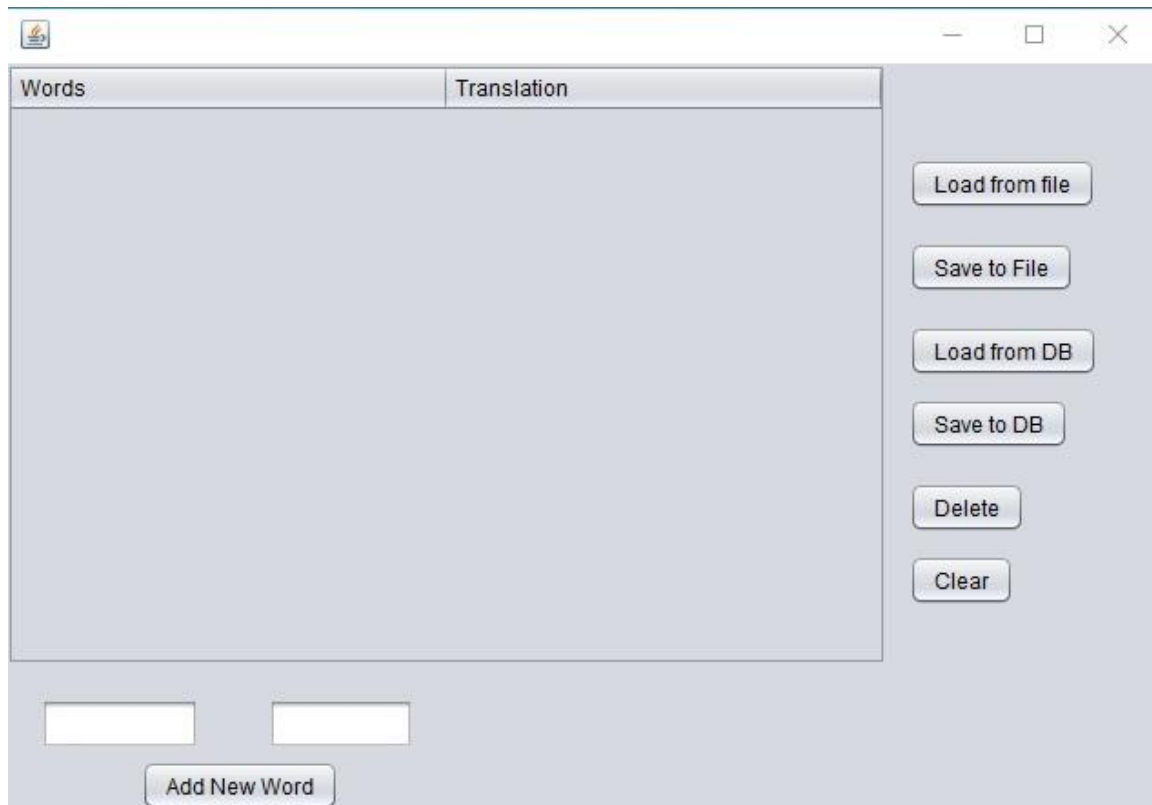 Words Translation
Load from file
Save to File
Load from DB
Save to DB
Delete
Clear
Add New Word